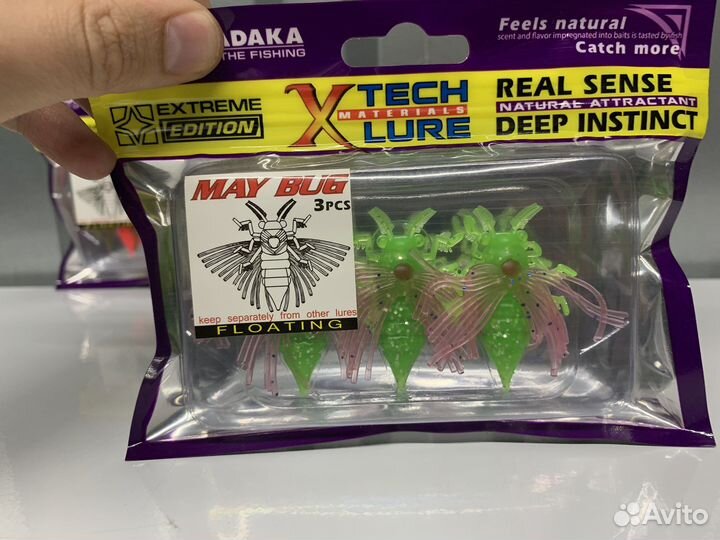 ADAKA
THE FISHING
Feels natural
scent and flavor impregnated into baits is tasted by fish
Catch more
EXTREME
EDITION
X TECH
MATERIALS
LURE
REAL SENSE
NATURAL ATTRACTANT
DEEP INSTINCT
MAY BUG
3PCS
keep separately from other lures
FLOATING
Avito